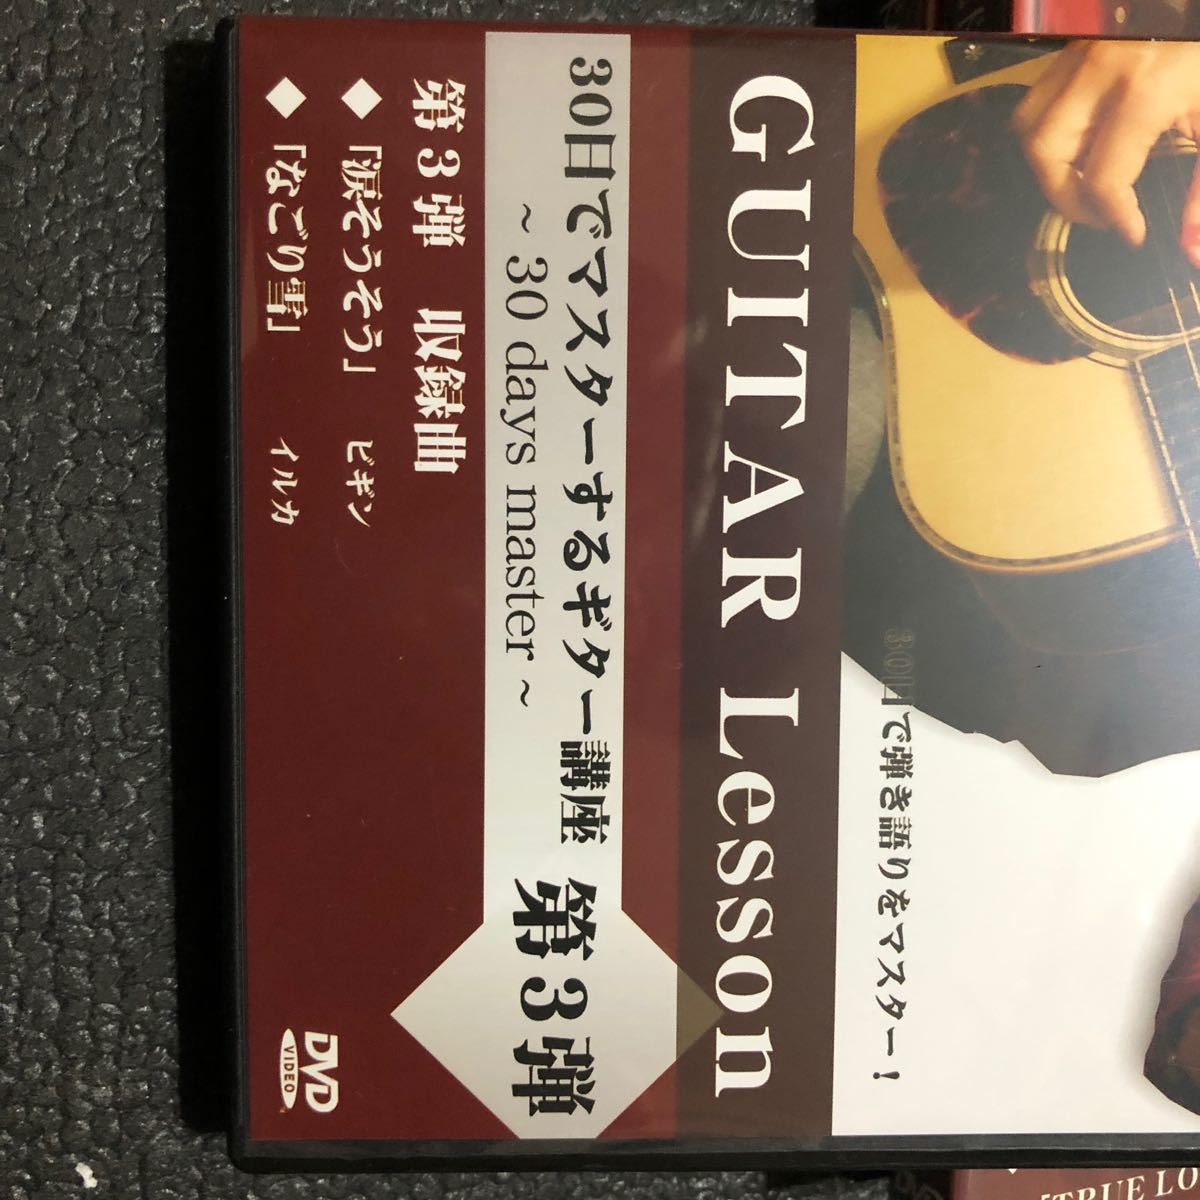 30日で弾き語りをマスター！
GUITAR Lesson
30日でマスターするギター講座 第3弾
~ 30 days master ~
第3弾 収録曲
◆「涙そうそう」 ビギン
◆「なごり雪」 イルカ
DVD
VIDEO
TRUE LO